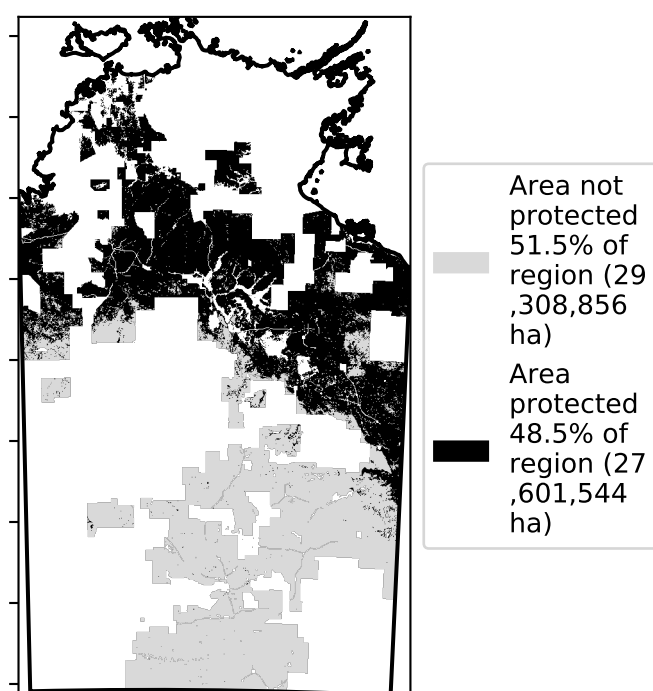 Area not
protected
51.5% of
region (29
,308,856
ha)
Area
protected
48.5% of
region (27
,601,544
ha)